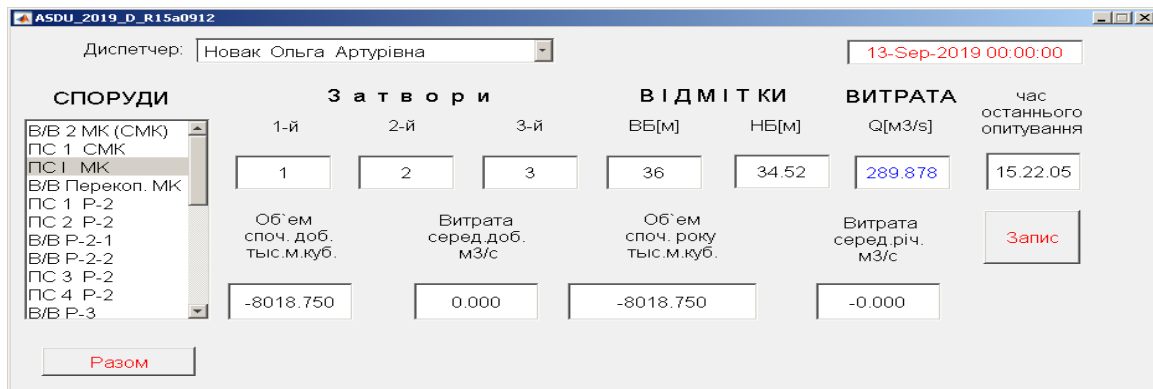 ASDU_2019_D_R15a0912
Диспетчер: Новак Ольга Артурівна
13-Sep-2019 00:00:00
СПОРУДИ
В/В 2 МК (СМК)
ПС 1 СМК
ПС І МК
В/В Перекоп. МК
ПС 1 Р-2
ПС 2 Р-2
В/В Р-2-1
В/В Р-2-2
ПС 3 Р-2
ПС 4 Р-2
В/В Р-3
Разом
З а т в о р и
1-й 2-й 3-й
1 2 3
В І Д М І Т КИ
ВБ[м] НБ[м]
36 34.52
ВИТРАТА
Q[м3/s]
289.878
час
останнього
опитування
15.22.05
Об`ем
споч. доб.
тыс.м.куб.
-8018.750
Витрата
серед.доб.
м3/с
0.000
Об`ем
споч. року
тыс.м.куб.
-8018.750
Витрата
серед.річ.
м3/с
-0.000
Запис